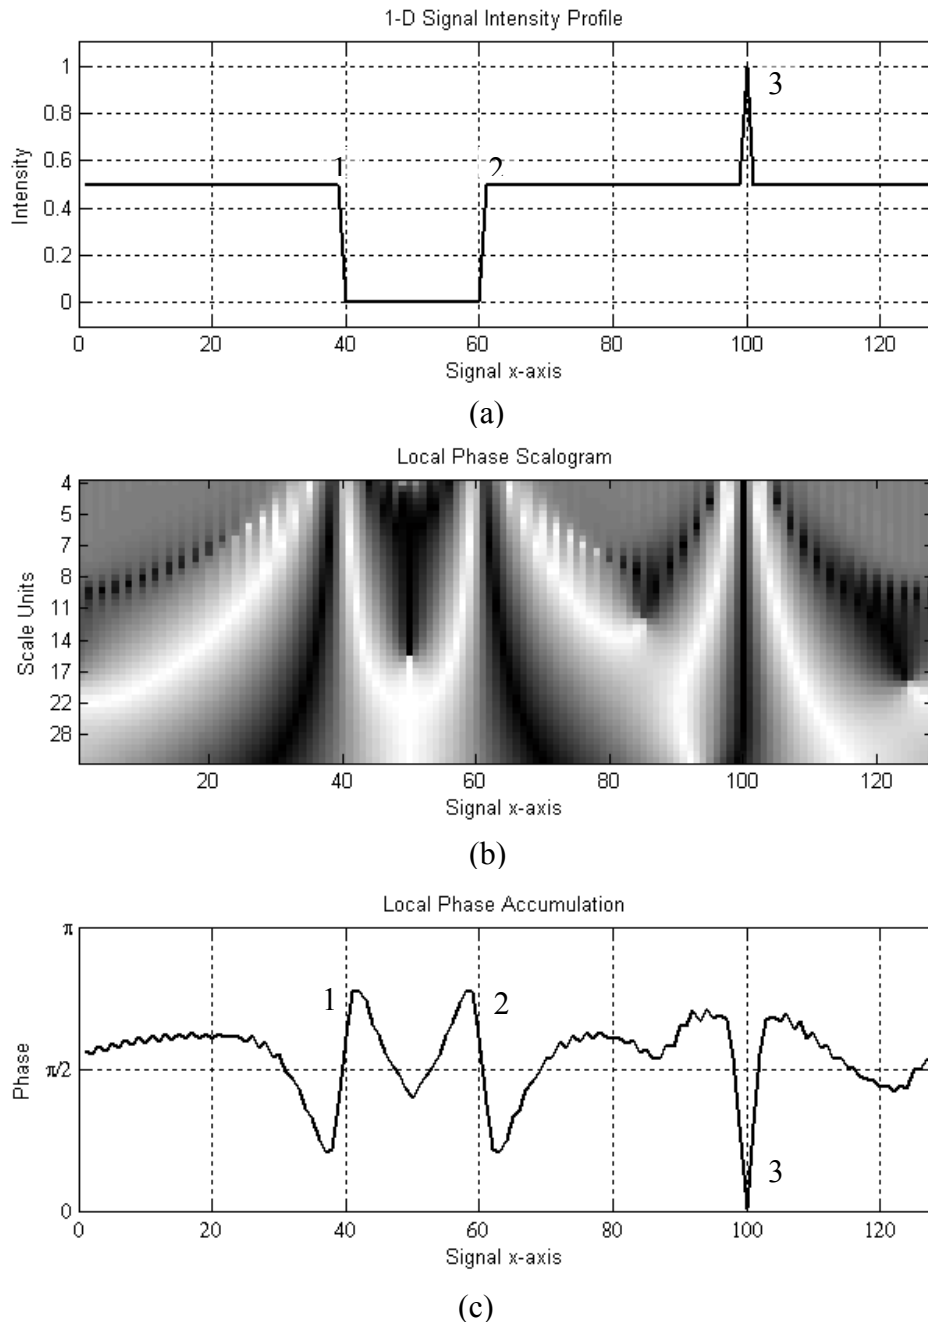 1-D Signal Intensity Profile
1
0.8
0.6
0.4
0.2
0
Intensity
1
2
3
0 20 40 60 80 100 120
Signal x-axis
(a)
Local Phase Scalogram
4
5
7
8
11
14
17
22
28
Scale Units
20 40 60 80 100 120
Signal x-axis
(b)
Local Phase Accumulation
π
π/2
0
Phase
1
2
3
0 20 40 60 80 100 120
Signal x-axis
(c)